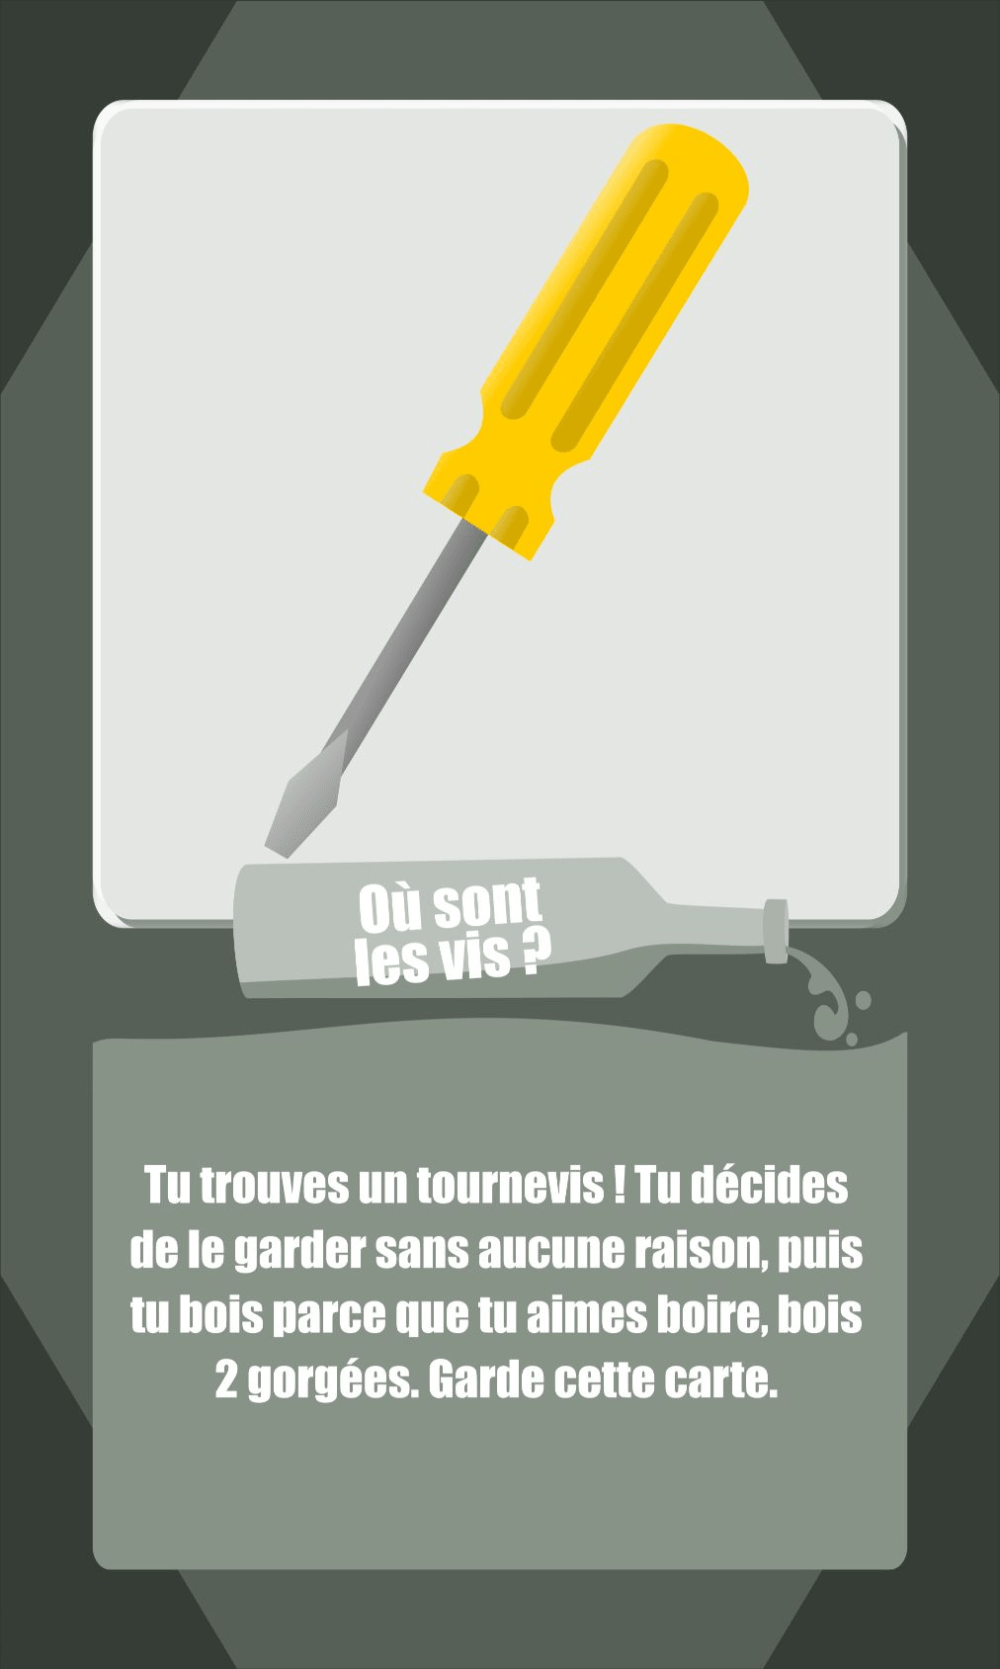 Où sont
les vis ?
Tu trouves un tournevis ! Tu décides
de le garder sans aucune raison, puis
tu bois parce que tu aimes boire, bois
2 gorgées. Garde cette carte.